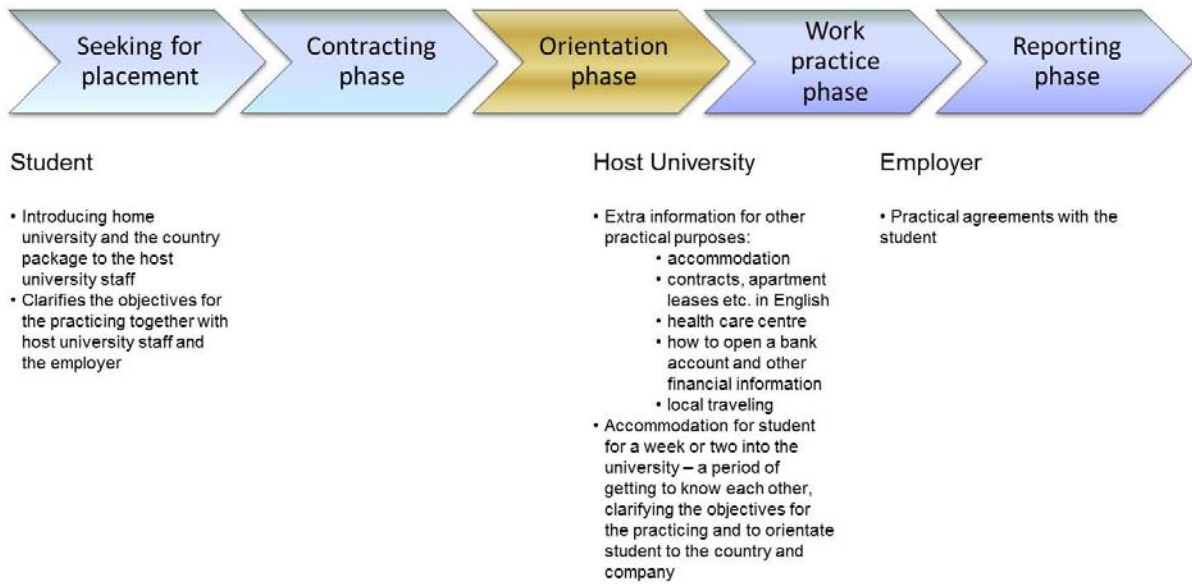 Seeking for
placement
Contracting
phase
Orientation
phase
Work
practice
phase
Reporting
phase
Student
• Introducing home
university and the country
package to the host
university staff
• Clarifies the objectives for
the practicing together with
host university staff and
the employer
Host University
• Extra information for other
practical purposes:
• accommodation
• contracts, apartment
leases etc. in English
• health care centre
• how to open a bank
account and other
financial information
• local traveling
• Accommodation for student
for a week or two into the
university – a period of
getting to know each other,
clarifying the objectives for
the practicing and to orientate
student to the country and
company
Employer
• Practical agreements with the
student